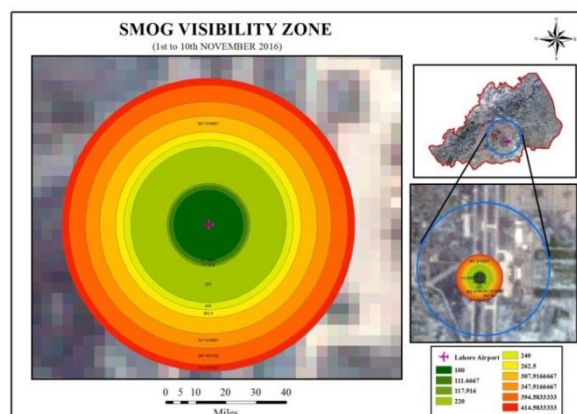 SMOG VISIBILITY ZONE
(1st to 10th NOVEMBER 2016)
0 5 10 20 30 40
Miles
Lahore Airport
100
111.6667
117.916
220
240
262.5
307.9166667
347.9166667
394.5833333
414.5833333